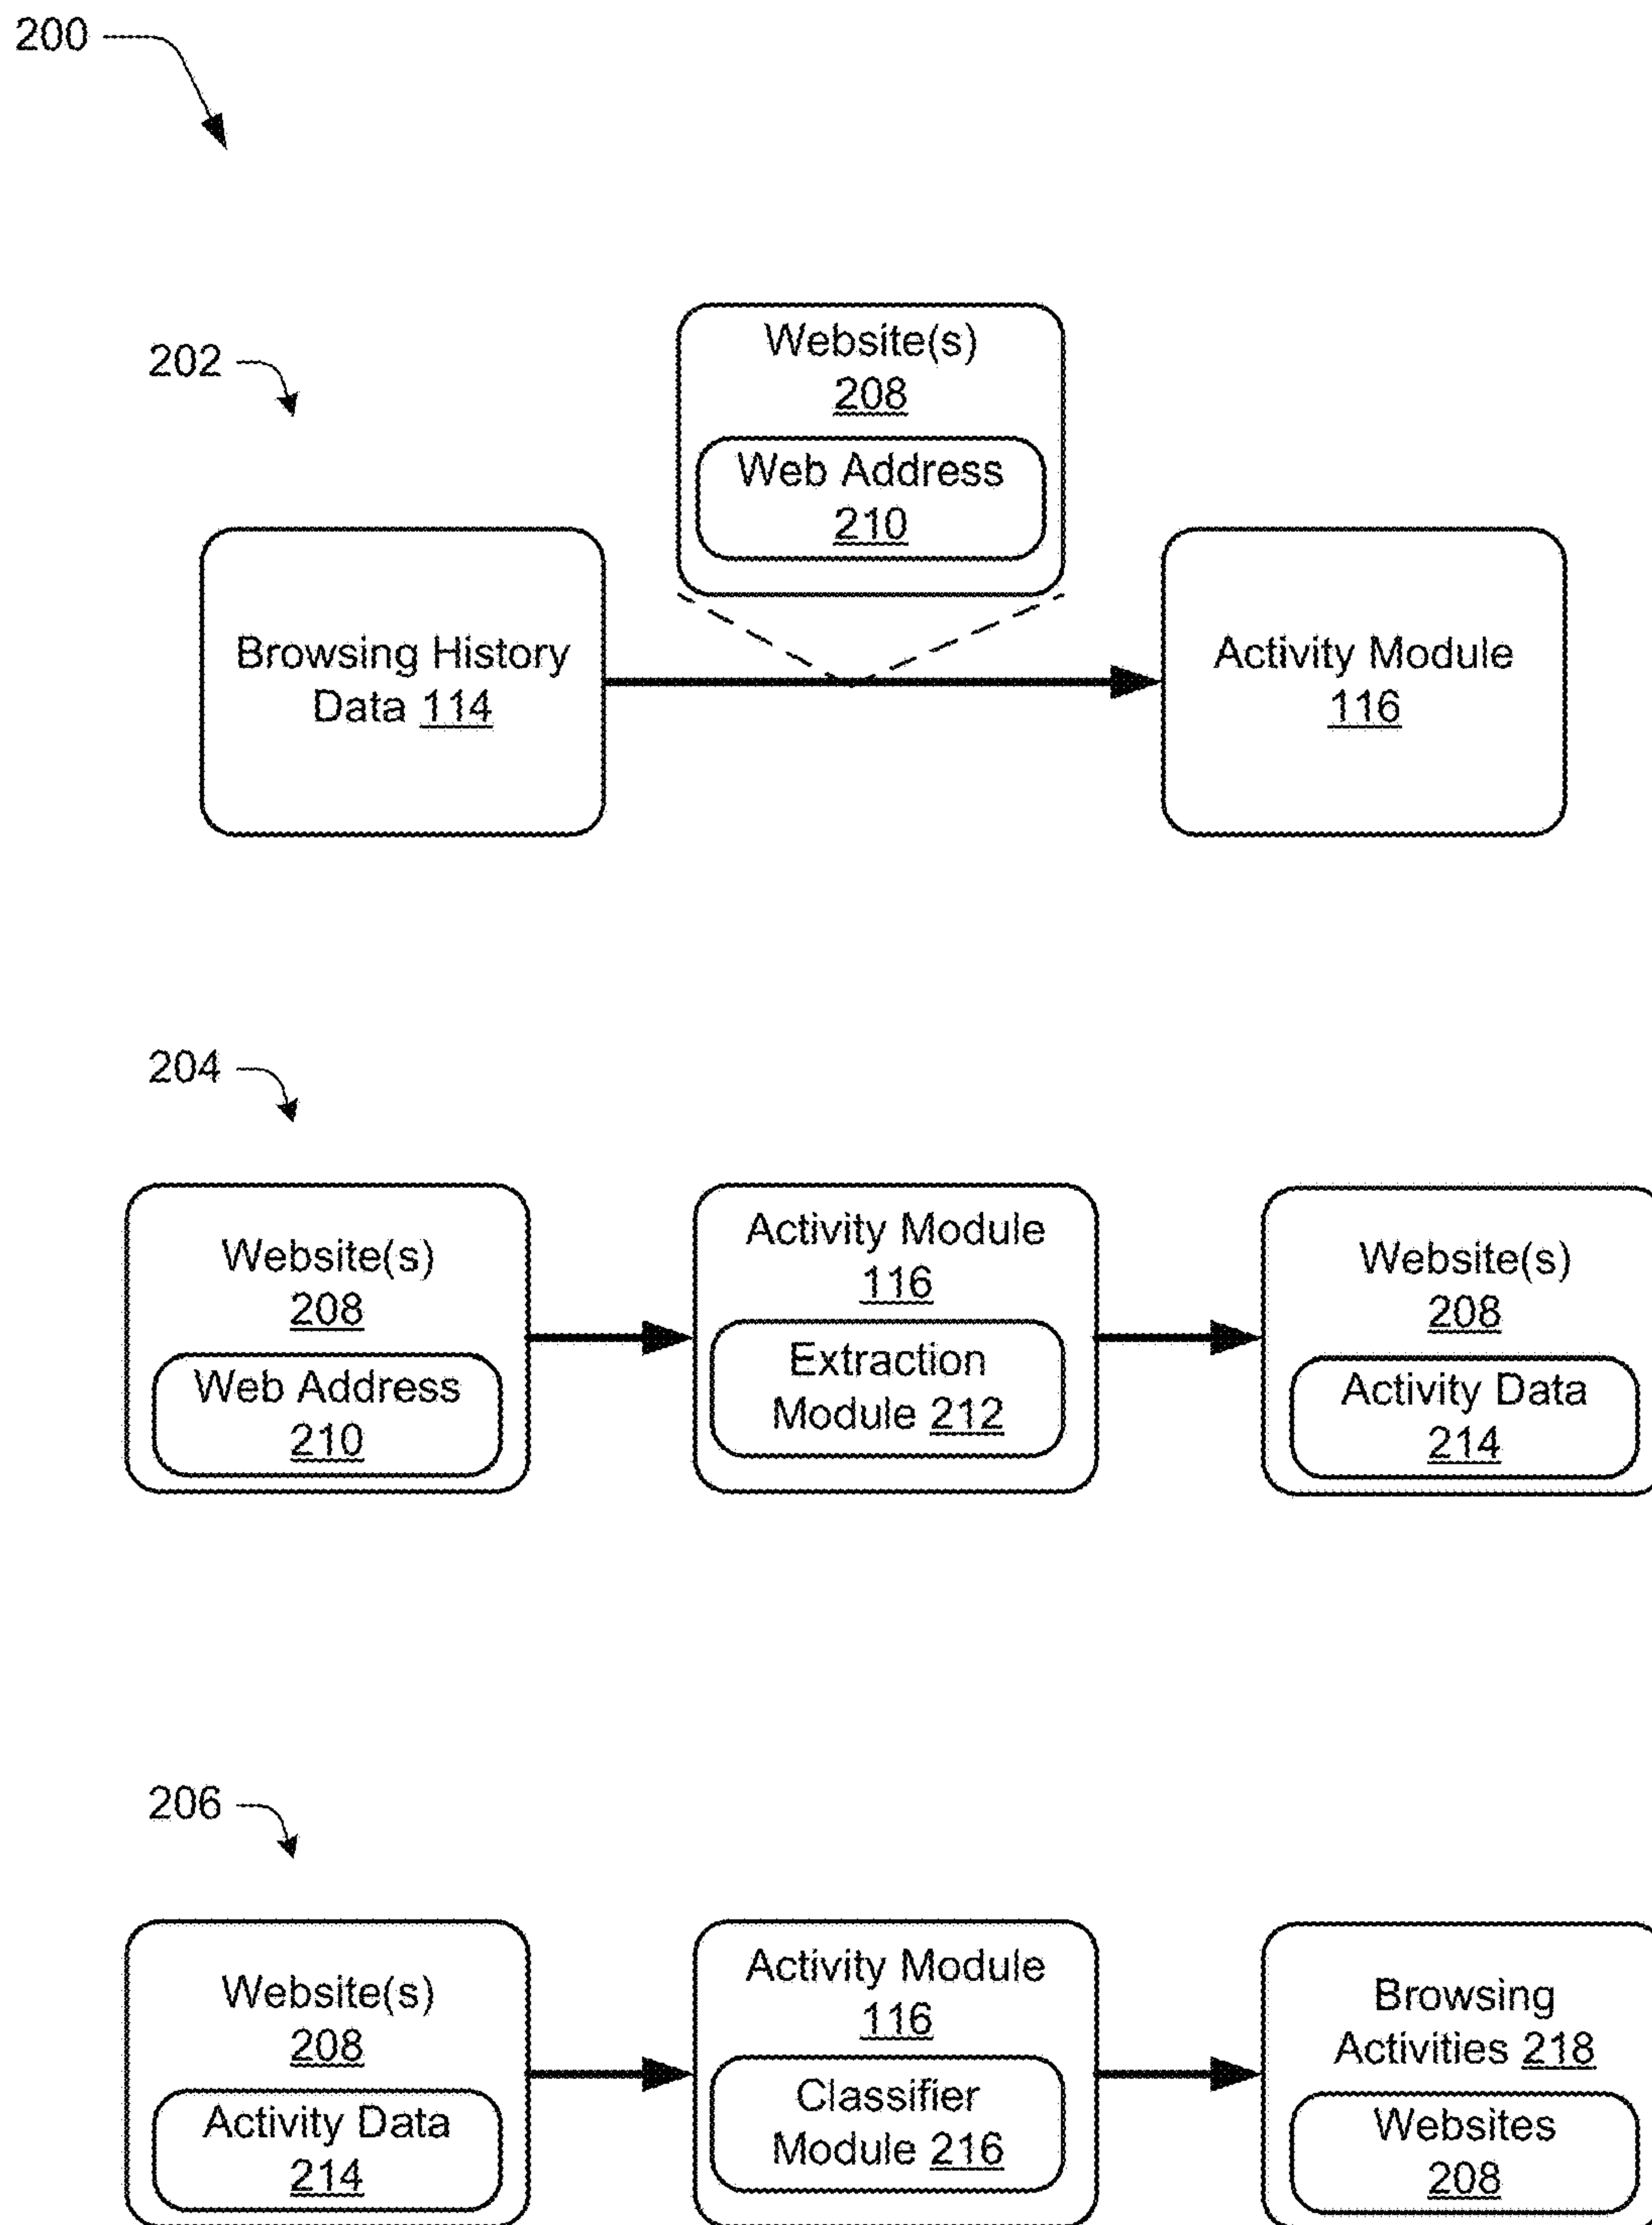 200
202
Website(s)
208
Web Address
210
Browsing History
Data 114
Activity Module
116
204
Website(s)
208
Web Address
210
Activity Module
116
Extraction
Module 212
Website(s)
208
Activity Data
214
206
Website(s)
208
Activity Data
214
Activity Module
116
Classifier
Module 216
Browsing
Activities 218
Websites
208